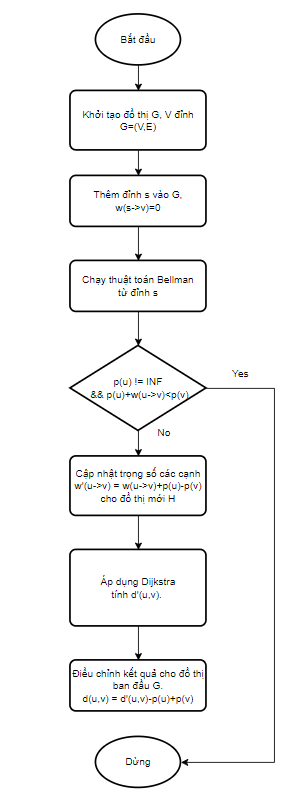 Bắt đầu
Khởi tạo đồ thị G, V đỉnh
G=(V,E)
Thêm đỉnh s vào G,
w(s->v)=0
Chạy thuật toán Bellman
từ đỉnh s
p(u) != INF
&& p(u)+w(u->v)<p(v)
Yes
No
Cập nhật trọng số các cạnh
w'(u->v) = w(u->v)+p(u)-p(v)
cho đồ thị mới H
Áp dụng Dijkstra
tính d'(u,v).
Điều chỉnh kết quả cho đồ thị
ban đầu G.
d(u,v) = d'(u,v)-p(u)+p(v)
Dừng